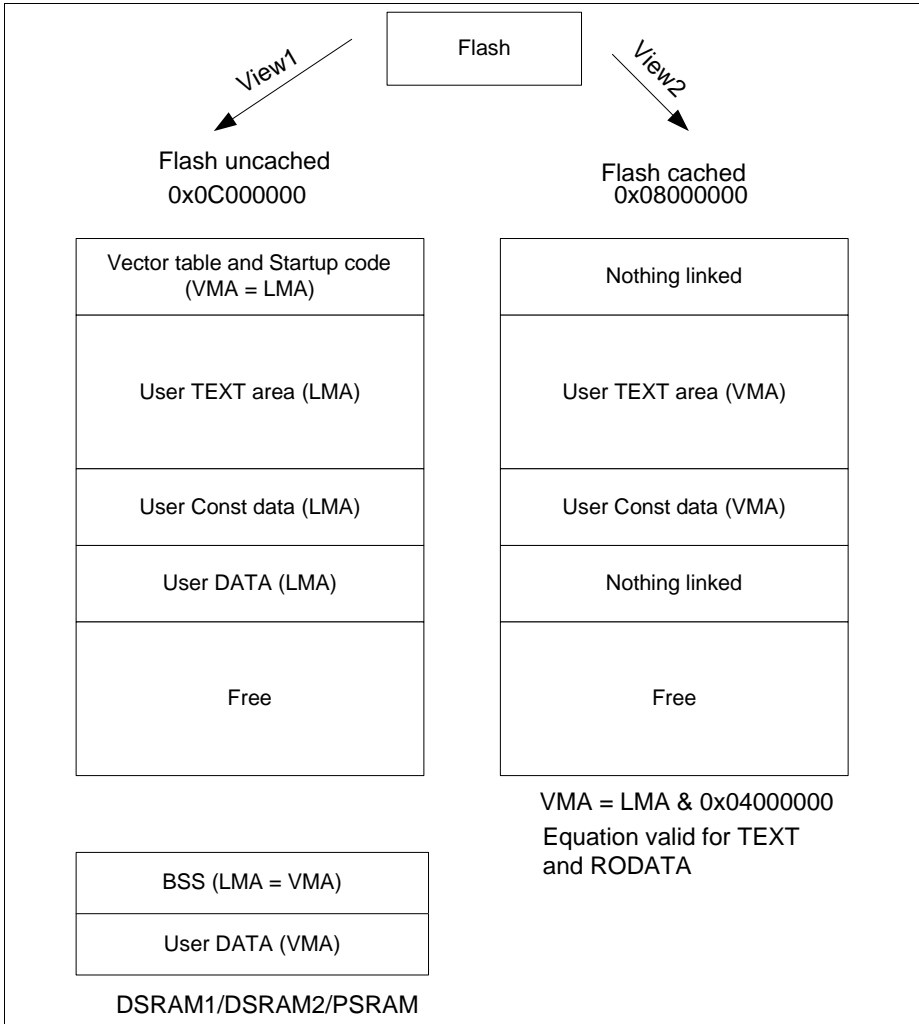 Flash
View1
View2
Flash uncached
0x0C000000
Flash cached
0x08000000
Vector table and Startup code
(VMA = LMA)
User TEXT area (LMA)
User Const data (LMA)
User DATA (LMA)
Free
Nothing linked
User TEXT area (VMA)
User Const data (VMA)
Nothing linked
Free
VMA = LMA & 0x04000000
Equation valid for TEXT
and RODATA
BSS (LMA = VMA)
User DATA (VMA)
DSRAM1/DSRAM2/PSRAM